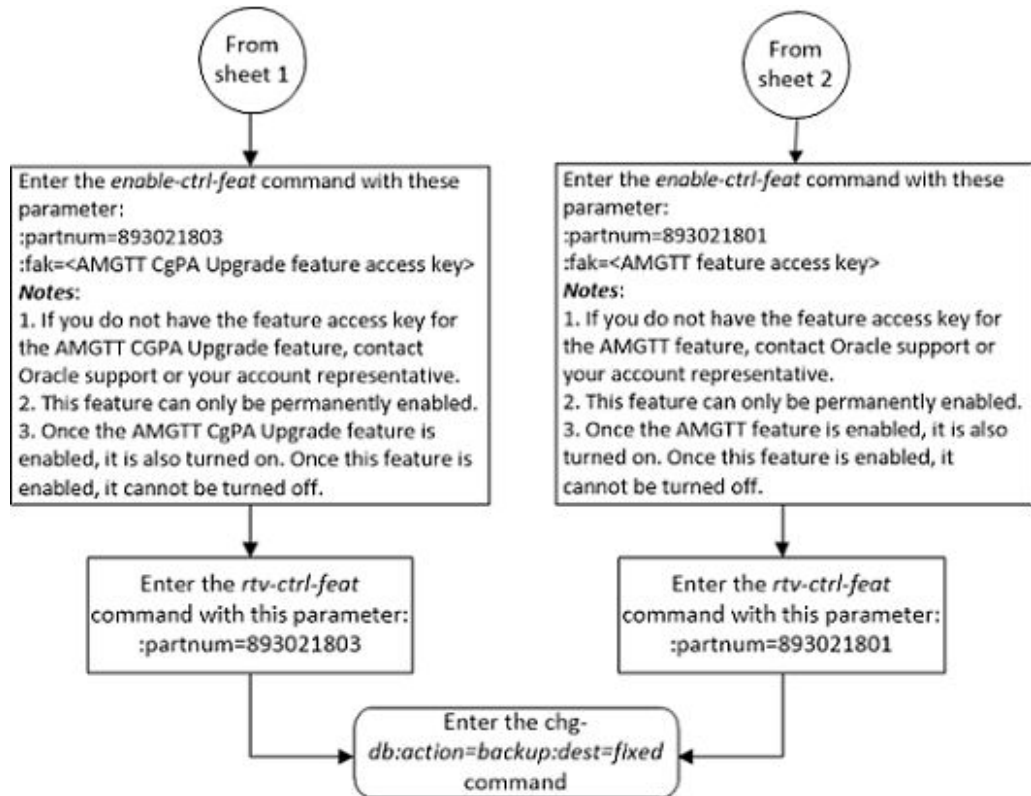 From
sheet 1
Enter the enable-ctrl-feat command with these
parameter:
:partnum=893021803
:fak=<AMGTT CgPA Upgrade feature access key>
Notes:
1. If you do not have the feature access key for
the AMGTT CGPA Upgrade feature, contact
Oracle support or your account representative.
2. This feature can only be permanently enabled.
3. Once the AMGTT CgPA Upgrade feature is
enabled, it is also turned on. Once this feature is
enabled, it cannot be turned off.
Enter the rtv-ctrl-feat
command with this parameter:
:partnum=893021803
From
sheet 2
Enter the enable-ctrl-feat command with these
parameter:
:partnum=893021801
:fak=<AMGTT feature access key>
Notes:
1. If you do not have the feature access key for
the AMGTT feature, contact Oracle support or
your account representative.
2. This feature can only be permanently enabled.
3. Once the AMGTT feature is enabled, it is also
turned on. Once this feature is enabled, it
cannot be turned off.
Enter the rtv-ctrl-feat
command with this parameter:
:partnum=893021801
Enter the chg-
db:action=backup:dest=fixed
command